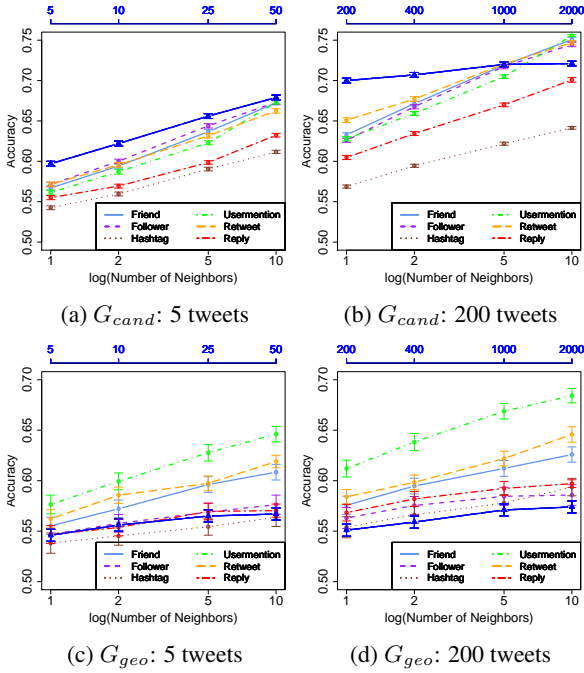 5 10 25 50
200 400 1000 2000
Accuracy
0.50 0.55 0.60 0.65 0.70
Friend Usermention
Follower Retweet
Hashtag Reply
1 2 5 10
log(Number of Neighbors)
Accuracy
0.50 0.55 0.60 0.65 0.70 0.75
Friend Usermention
Follower Retweet
Hashtag Reply
1 2 5 10
log(Number of Neighbors)
(a) G_cand: 5 tweets
(b) G_cand: 200 tweets
5 10 25 50
200 400 1000 2000
Accuracy
0.50 0.55 0.60 0.65 0.70
Friend Usermention
Follower Retweet
Hashtag Reply
1 2 5 10
log(Number of Neighbors)
Accuracy
0.50 0.55 0.60 0.65 0.70
Friend Usermention
Follower Retweet
Hashtag Reply
1 2 5 10
log(Number of Neighbors)
(c) G_geo: 5 tweets
(d) G_geo: 200 tweets